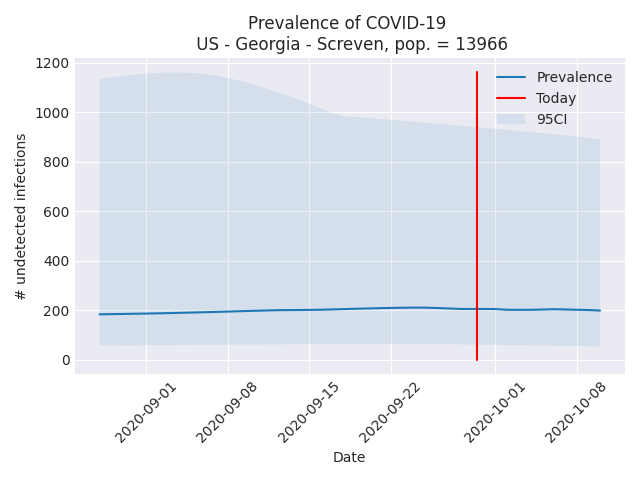 Prevalence of COVID-19
US - Georgia - Screven, pop. = 13966
1200
1000
800
600
400
200
0
# undetected infections
Prevalence
Today
95CI
2020-09-01
2020-09-08
2020-09-15
2020-09-22
2020-10-01
2020-10-08
Date